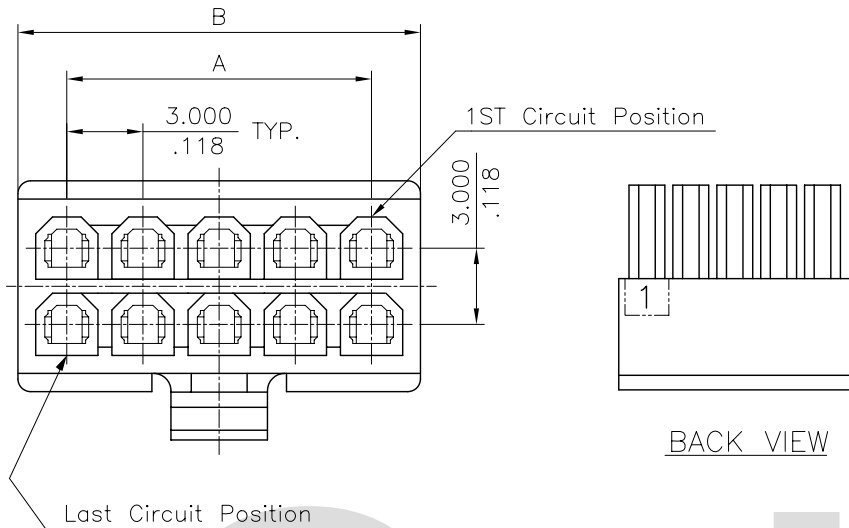 B
A
3.000
.118
TYP.
1ST Circuit Position
3.000
.118
1
BACK VIEW
Last Circuit Position